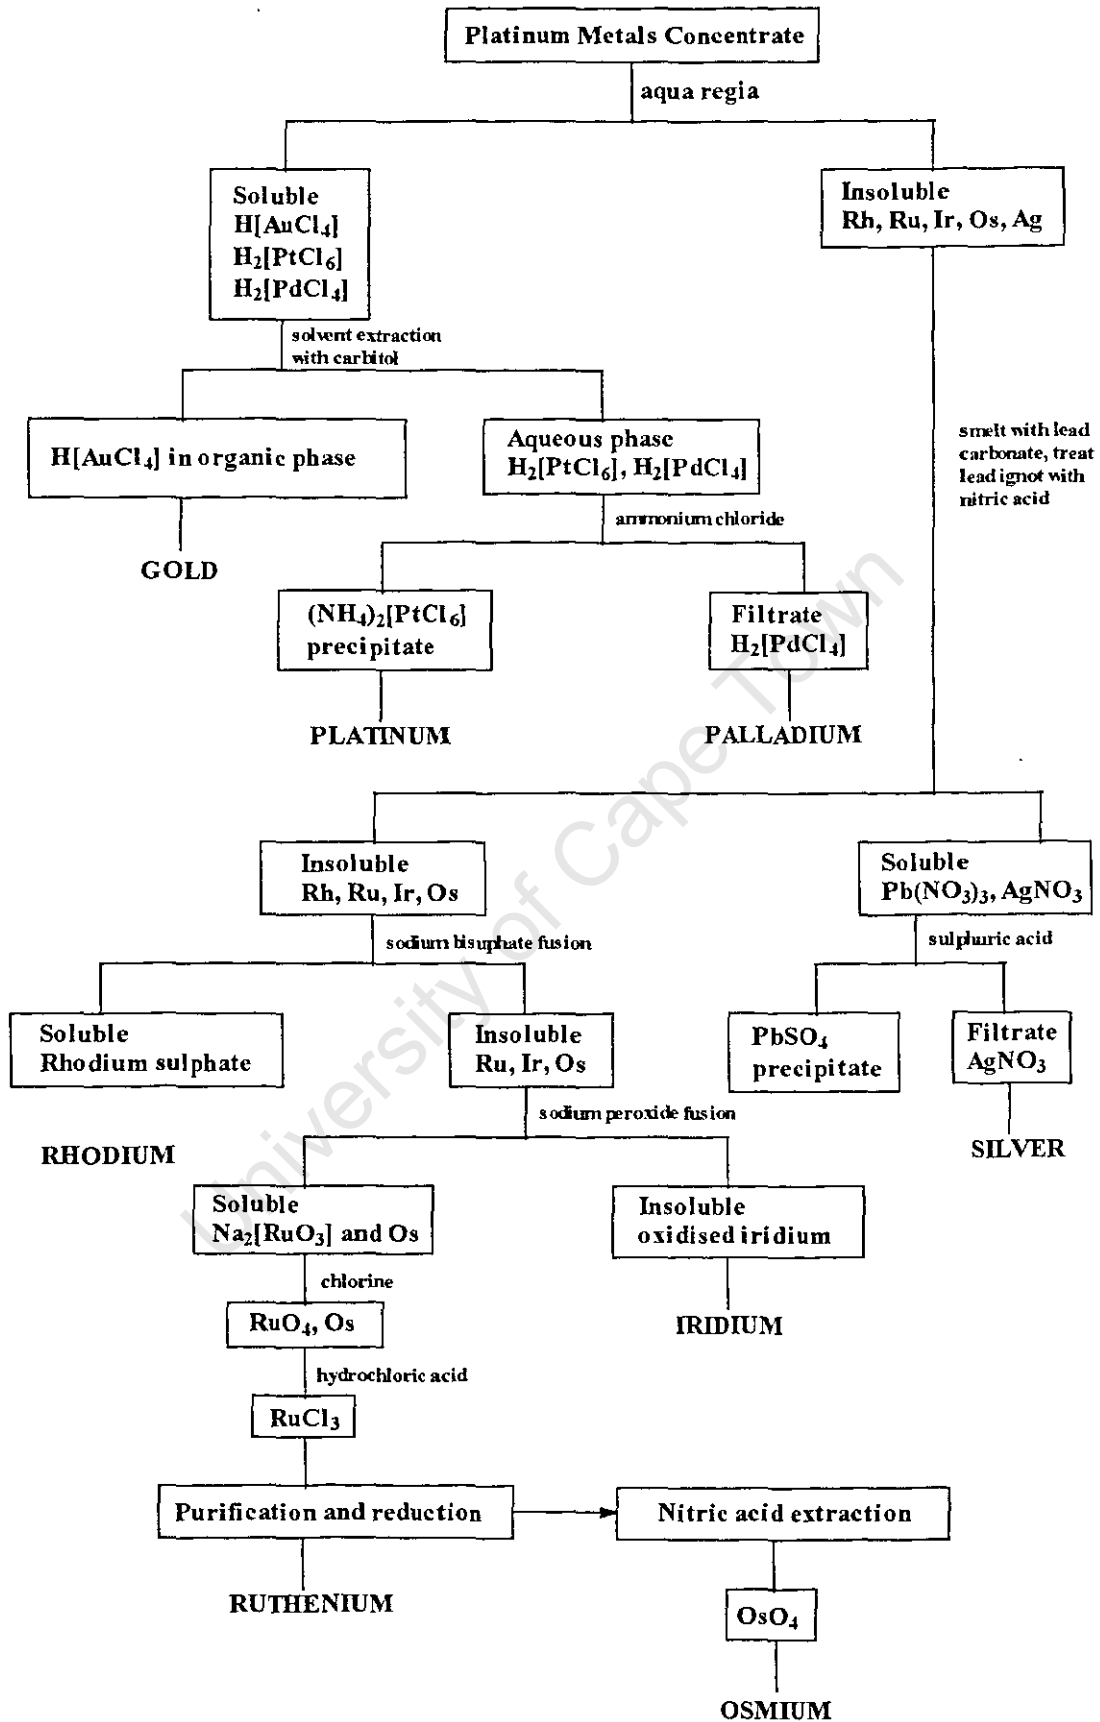 Platinum Metals Concentrate
aqua regia
Soluble
H[AuCl₄]
H₂[PtCl₆]
H₂[PdCl₄]
Insoluble
Rh, Ru, Ir, Os, Ag
solvent extraction
with carbitol
H[AuCl₄] in organic phase
Aqueous phase
H₂[PtCl₆], H₂[PdCl₄]
smelt with lead
carbonate, treat
lead ignot with
nitric acid
ammonium chloride
GOLD
(NH₄)₂[PtCl₆]
precipitate
Filtrate
H₂[PdCl₄]
PLATINUM
PALLADIUM
Insoluble
Rh, Ru, Ir, Os
Soluble
Pb(NO₃)₃, AgNO₃
sodium bisuphate fusion
sulphuric acid
Soluble
Rhodium sulphate
Insoluble
Ru, Ir, Os
PbSO₄
precipitate
Filtrate
AgNO₃
sodium peroxide fusion
RHODIUM
SILVER
Soluble
Na₂[RuO₃] and Os
Insoluble
oxidised iridium
chlorine
RuO₄, Os
IRIDIUM
hydrochloric acid
RuCl₃
Purification and reduction
Nitric acid extraction
RUTHENIUM
OsO₄
OSMIUM
University of Cape Town